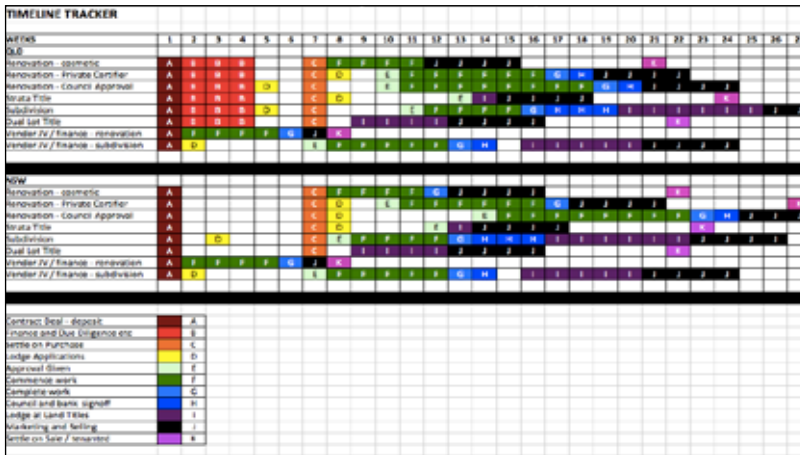 TIMELINE TRACKER
WEEKS 1 2 3 4 5 6 7 8 9 10 11 12 13 14 15 16 17 18 19 20 21 22 23 24 25 26
QLD
Renovation - cosmetic A B B B C F F F F J J J J K
Renovation - Private Certifier A B B B C D E F F F F F F G H J J J J
Renovation - Council Approval A B B B D C E F F F F F F F F G H J J J J
Strata Title A B B B C D E I J J J J K
Subdivision A B B B D C E F F F F G H H H I I I I I J J
Dual Lot Title A B B B C I I I I J J J J K
Vendor JV / finance - renovation A F F F F G J K
Vendor JV / finance - subdivision A D E F F F F F G H I I I I I J J J J
NSW
Renovation - cosmetic A C F F F F G J J J J K
Renovation - Private Certifier A C D E F F F F F F G J J J J
Renovation - Council Approval A C D E F F F F F F F F G H J J
Strata Title A C D E I J J J J K
Subdivision A D C E F F F F G H H H I I I I I J J J J
Dual Lot Title A C I I I I J J J J K
Vendor JV / finance - renovation A F F F F G J K
Vendor JV / finance - subdivision A D E F F F F F G H I I I I I J J J J
Contract Deal - deposit A
Finance and Due Diligence etc B
Settle on Purchase C
Lodge Applications D
Approval Given E
Commence work F
Complete work G
Council and bank signoff H
Lodge at Land Titles I
Marketing and Selling J
Settle on Sale / tenanted K